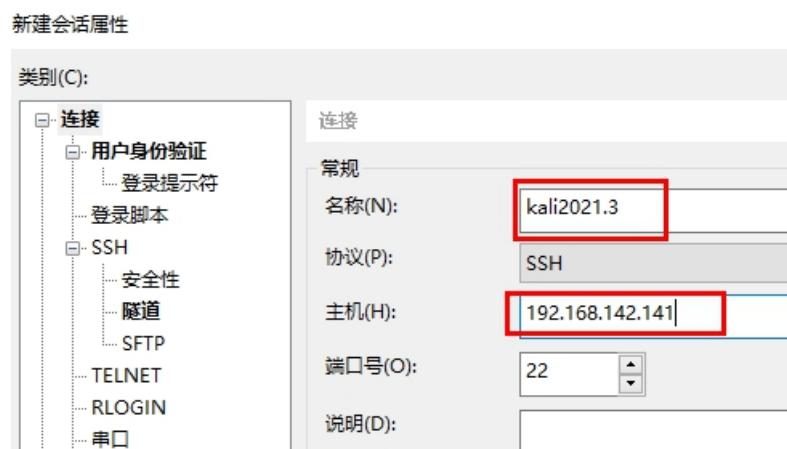 新建会话属性
类别(C):
连接
用户身份验证
登录提示符
登录脚本
SSH
安全性
隧道
SFTP
TELNET
RLOGIN
串口
连接
常规
名称(N):
kali2021.3
协议(P):
SSH
主机(H):
192.168.142.141
端口号(O):
22
说明(D):